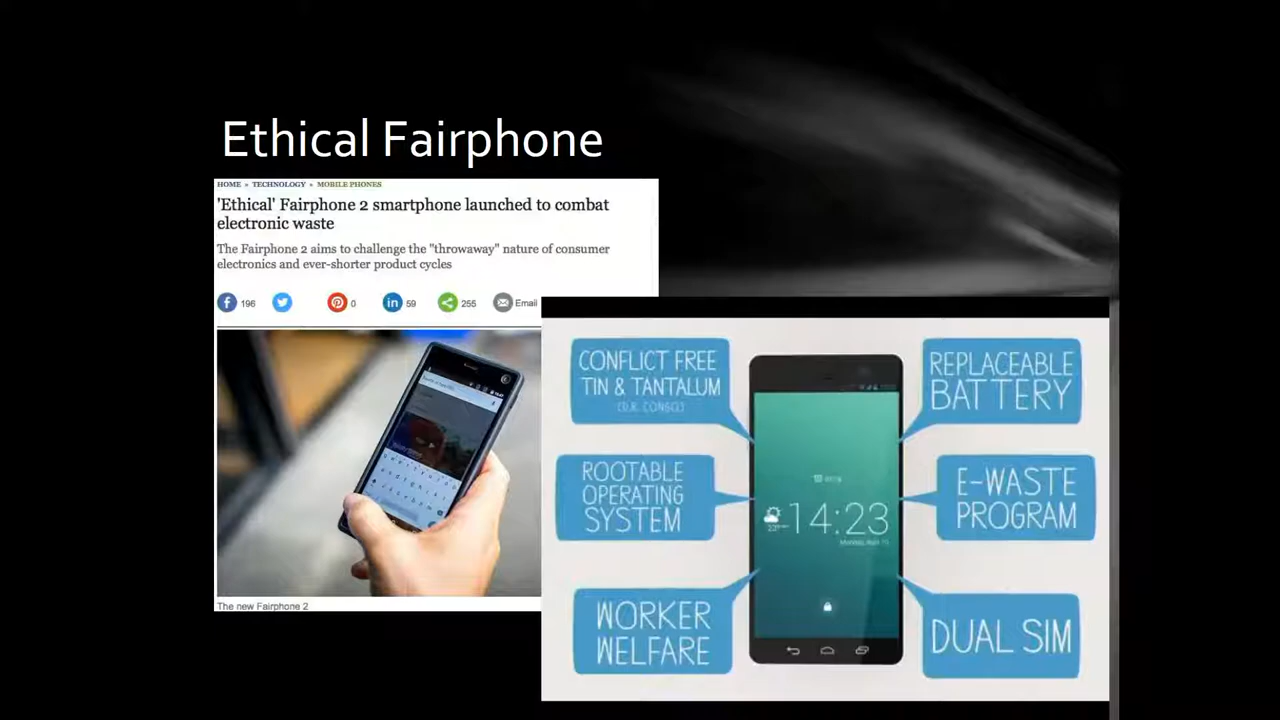 Ethical Fairphone
HOME » TECHNOLOGY » MOBILE PHONES
'Ethical' Fairphone 2 smartphone launched to combat
electronic waste
The Fairphone 2 aims to challenge the "throwaway" nature of consumer
electronics and ever-shorter product cycles
196
0
59
255
Email
The new Fairphone 2
CONFLICT FREE
TIN & TANTALUM
(D.R. CONGO)
REPLACEABLE
BATTERY
ROOTABLE
OPERATING
SYSTEM
E-WASTE
PROGRAM
14:23
WORKER
WELFARE
DUAL SIM